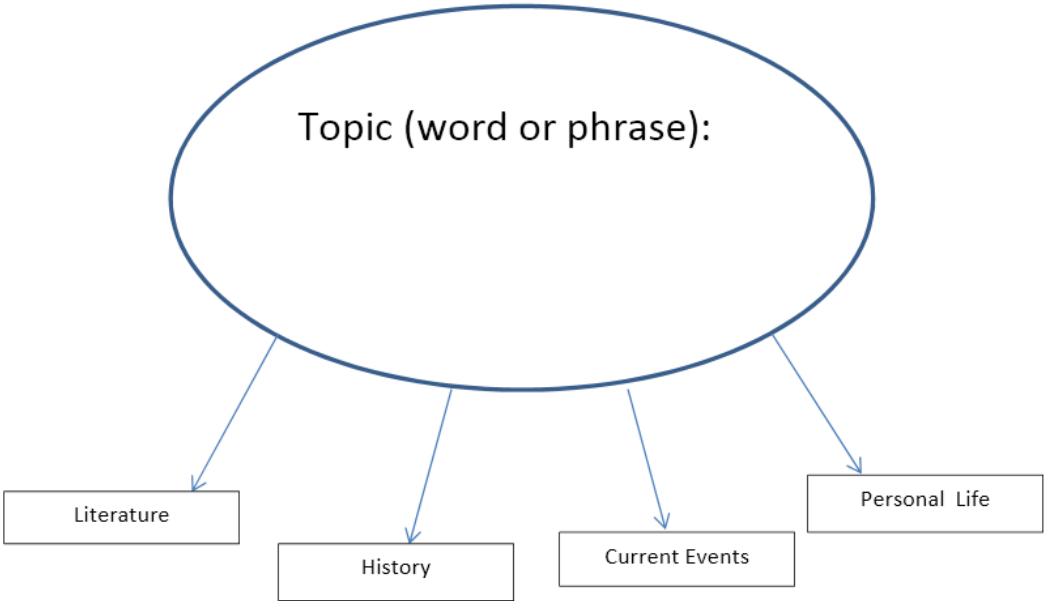 Topic (word or phrase):
Literature
History
Current Events
Personal Life